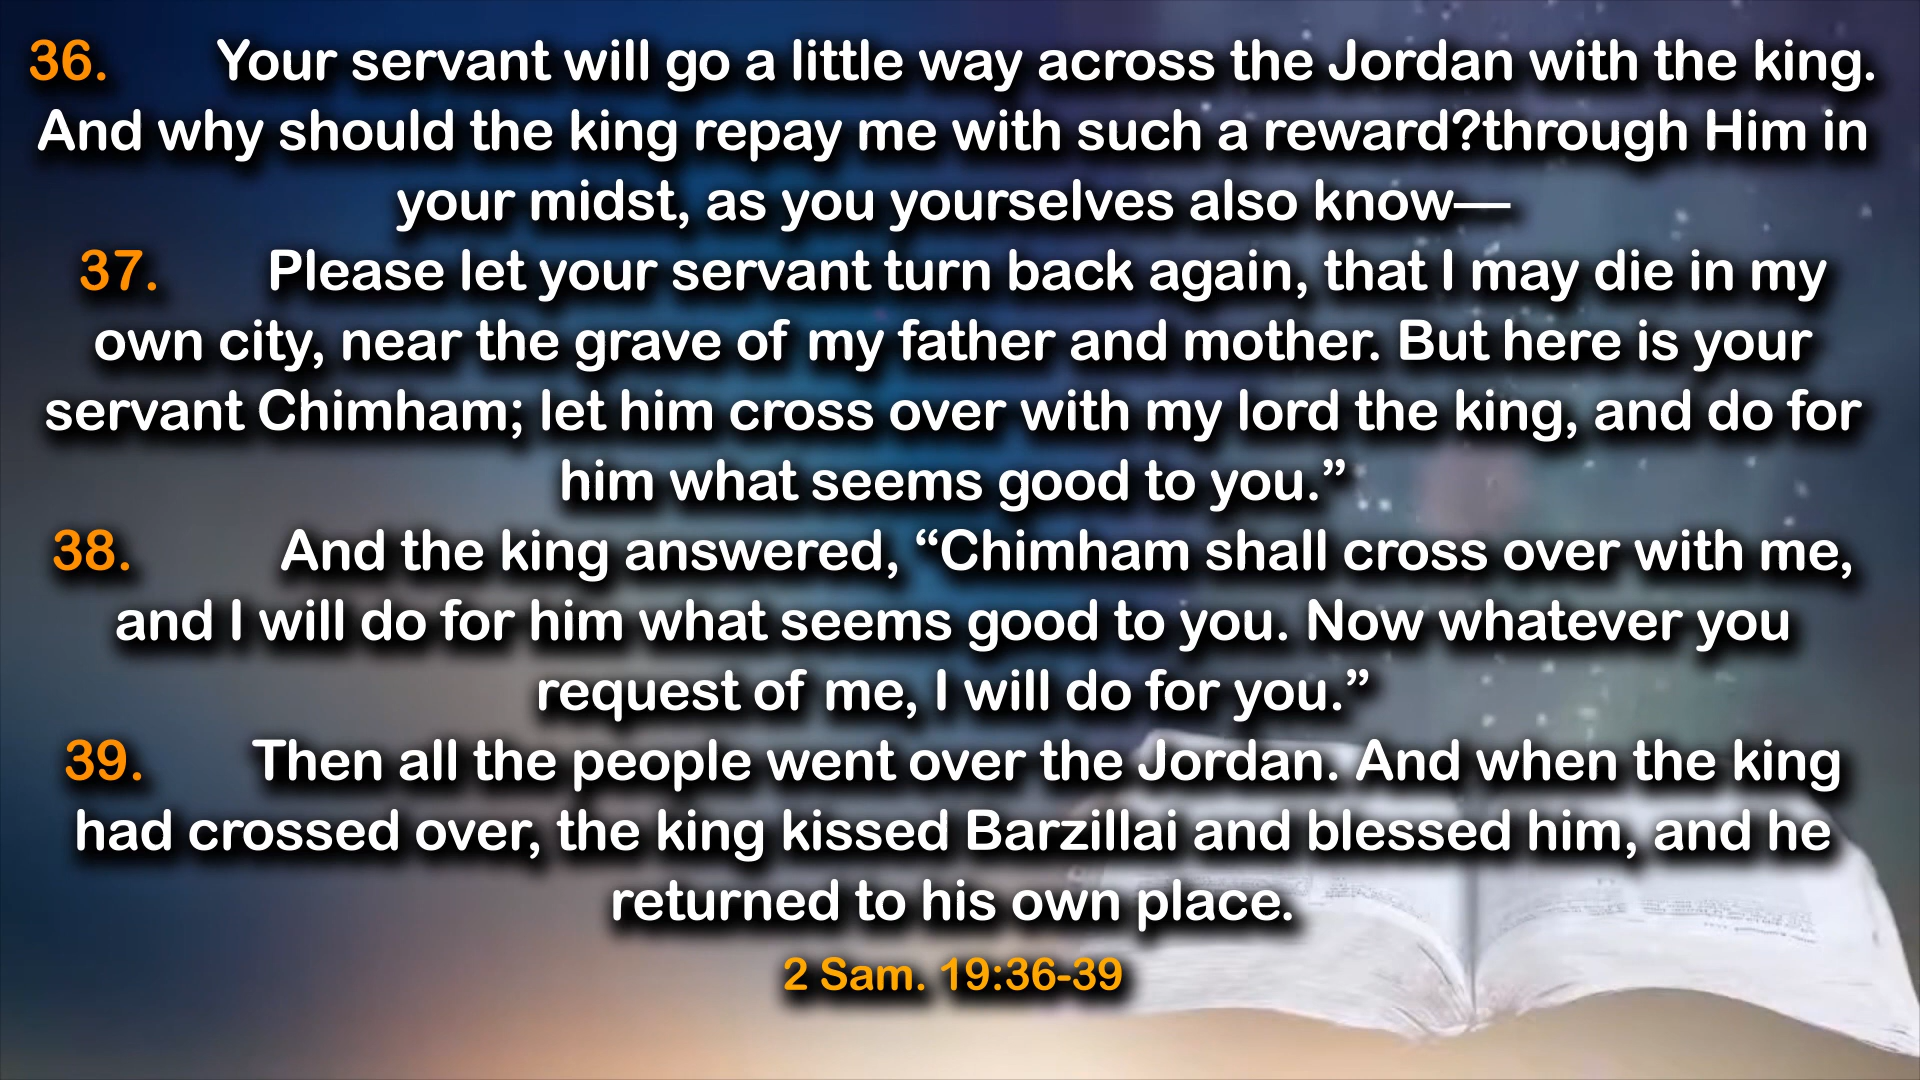 36. Your servant will go a little way across the Jordan with the king.
And why should the king repay me with such a reward?through Him in
your midst, as you yourselves also know—
37. Please let your servant turn back again, that I may die in my
own city, near the grave of my father and mother. But here is your
servant Chimham; let him cross over with my lord the king, and do for
him what seems good to you.”
38. And the king answered, “Chimham shall cross over with me,
and I will do for him what seems good to you. Now whatever you
request of me, I will do for you.”
39. Then all the people went over the Jordan. And when the king
had crossed over, the king kissed Barzillai and blessed him, and he
returned to his own place.
2 Sam. 19:36-39